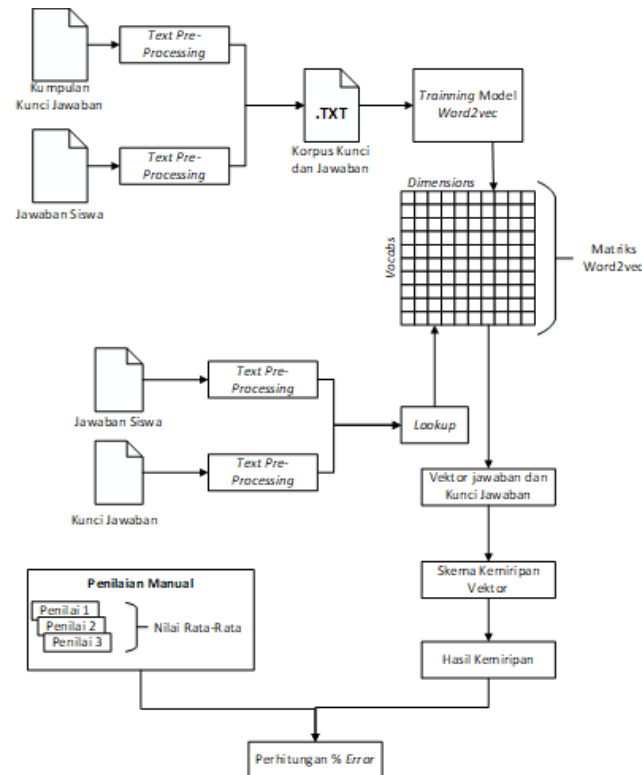 Text Pre-
Processing
Kumpulan
Kunci Jawaban
.TXT
Trainning Model
Word2vec
Korpus Kunci
dan Jawaban
Text Pre-
Processing
Jawaban Siswa
Dimensions
Vocabs
Matriks
Word2vec
Text Pre-
Processing
Jawaban Siswa
Lookup
Text Pre-
Processing
Kunci Jawaban
Vektor jawaban dan
Kunci Jawaban
Skema Kemiripan
Vektor
Penilaian Manual
Penilai 1
Penilai 2
Penilai 3
Nilai Rata-Rata
Hasil Kemiripan
Perhitungan % Error